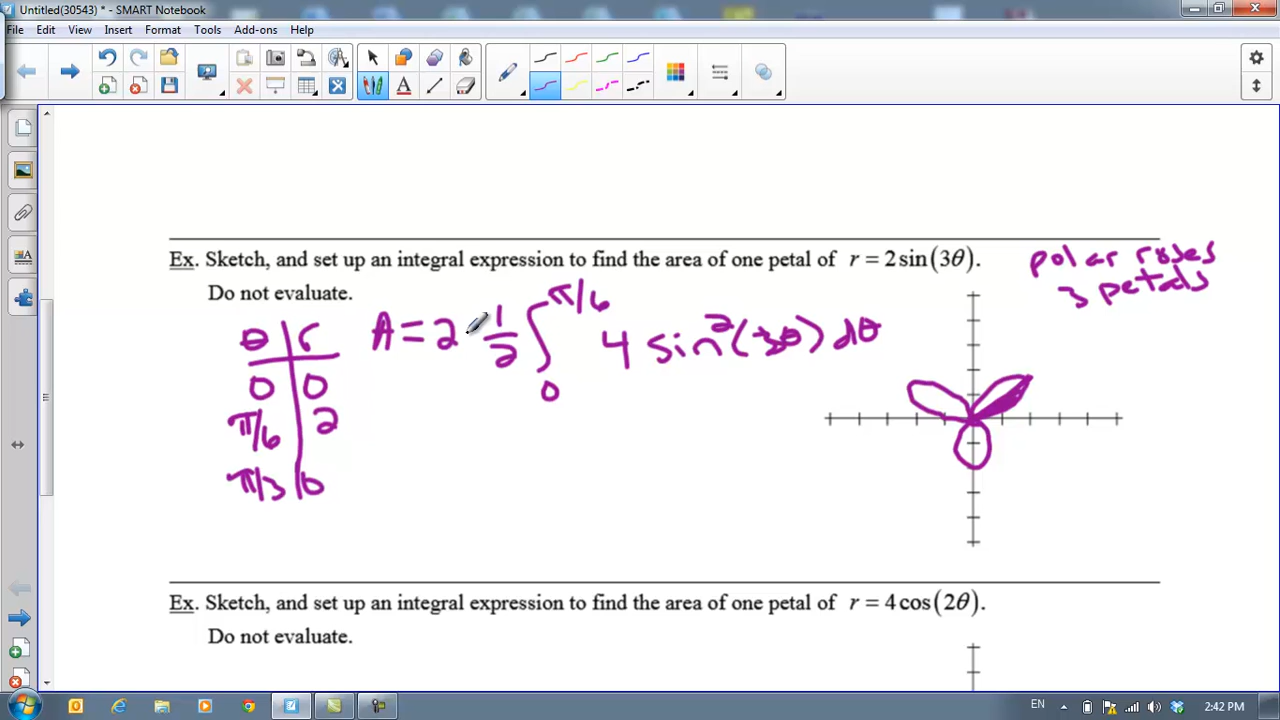 Untitled(30543) * - SMART Notebook
File Edit View Insert Format Tools Add-ons Help
Ex. Sketch, and set up an integral expression to find the area of one petal of r = 2 sin(3θ).
Do not evaluate.
polar roses
3 petals
A = 2 1/2 ∫₀^{π/6} 4 sin²(3θ) dθ
θ r
0 0
π/6 2
π/3 0
Ex. Sketch, and set up an integral expression to find the area of one petal of r = 4 cos(2θ).
Do not evaluate.
EN 2:42 PM